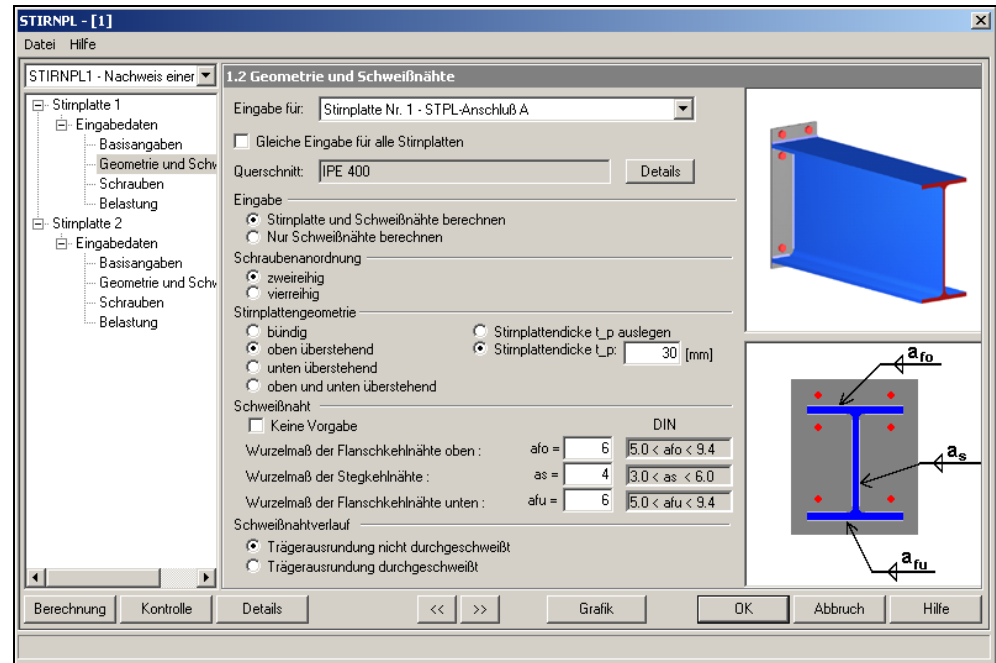 STIRNPL - [1]
Datei Hilfe
STIRNPL1 - Nachweis einer
Stirnplatte 1
Eingabedaten
Basisangaben
Geometrie und Schw
Schrauben
Belastung
Stirnplatte 2
Eingabedaten
Basisangaben
Geometrie und Schw
Schrauben
Belastung
1.2 Geometrie und Schweißnähte
Eingabe für: Stirnplatte Nr. 1 - STPL-Anschluß A
Gleiche Eingabe für alle Stirnplatten
Querschnitt: IPE 400 Details
Eingabe
Stirnplatte und Schweißnähte berechnen
Nur Schweißnähte berechnen
Schraubenanordnung
zweireihig
vierreihig
Stirnplattengeometrie
bündig Stirnplattendicke t_p auslegen
oben überstehend Stirnplattendicke t_p: 30 [mm]
unten überstehend
oben und unten überstehend
Schweißnaht
Keine Vorgabe DIN
Wurzelmaß der Flanschkehlnähte oben : afo = 6 5.0 < afo < 9.4
Wurzelmaß der Stegkehlnähte : as = 4 3.0 < as < 6.0
Wurzelmaß der Flanschkehlnähte unten : afu = 6 5.0 < afu < 9.4
Schweißnahtverlauf
Trägerausrundung nicht durchgeschweißt
Trägerausrundung durchgeschweißt
afo
as
afu
Berechnung Kontrolle Details << >> Grafik OK Abbruch Hilfe